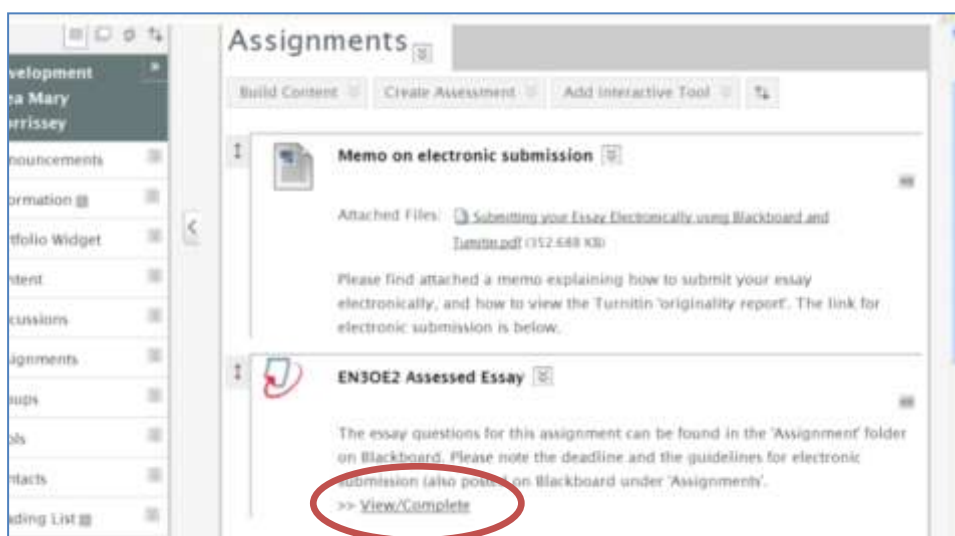 Assignments
velopment
ea Mary
orrissey
Build Content
Create Assessment
Add Interactive Tool
nouncements
ormation
tfolio Widget
ntent
cussions
ignments
oups
ols
ntacts
ading List
Memo on electronic submission
Attached Files: Submitting your Essay Electronically using Blackboard and
Turnitin.pdf (352.688 KB)
Please find attached a memo explaining how to submit your essay
electronically, and how to view the Turnitin 'originality report'. The link for
electronic submission is below.
EN3OE2 Assessed Essay
The essay questions for this assignment can be found in the 'Assignment' folder
on Blackboard. Please note the deadline and the guidelines for electronic
submission (also posted on Blackboard under 'Assignments'.
>> View/Complete